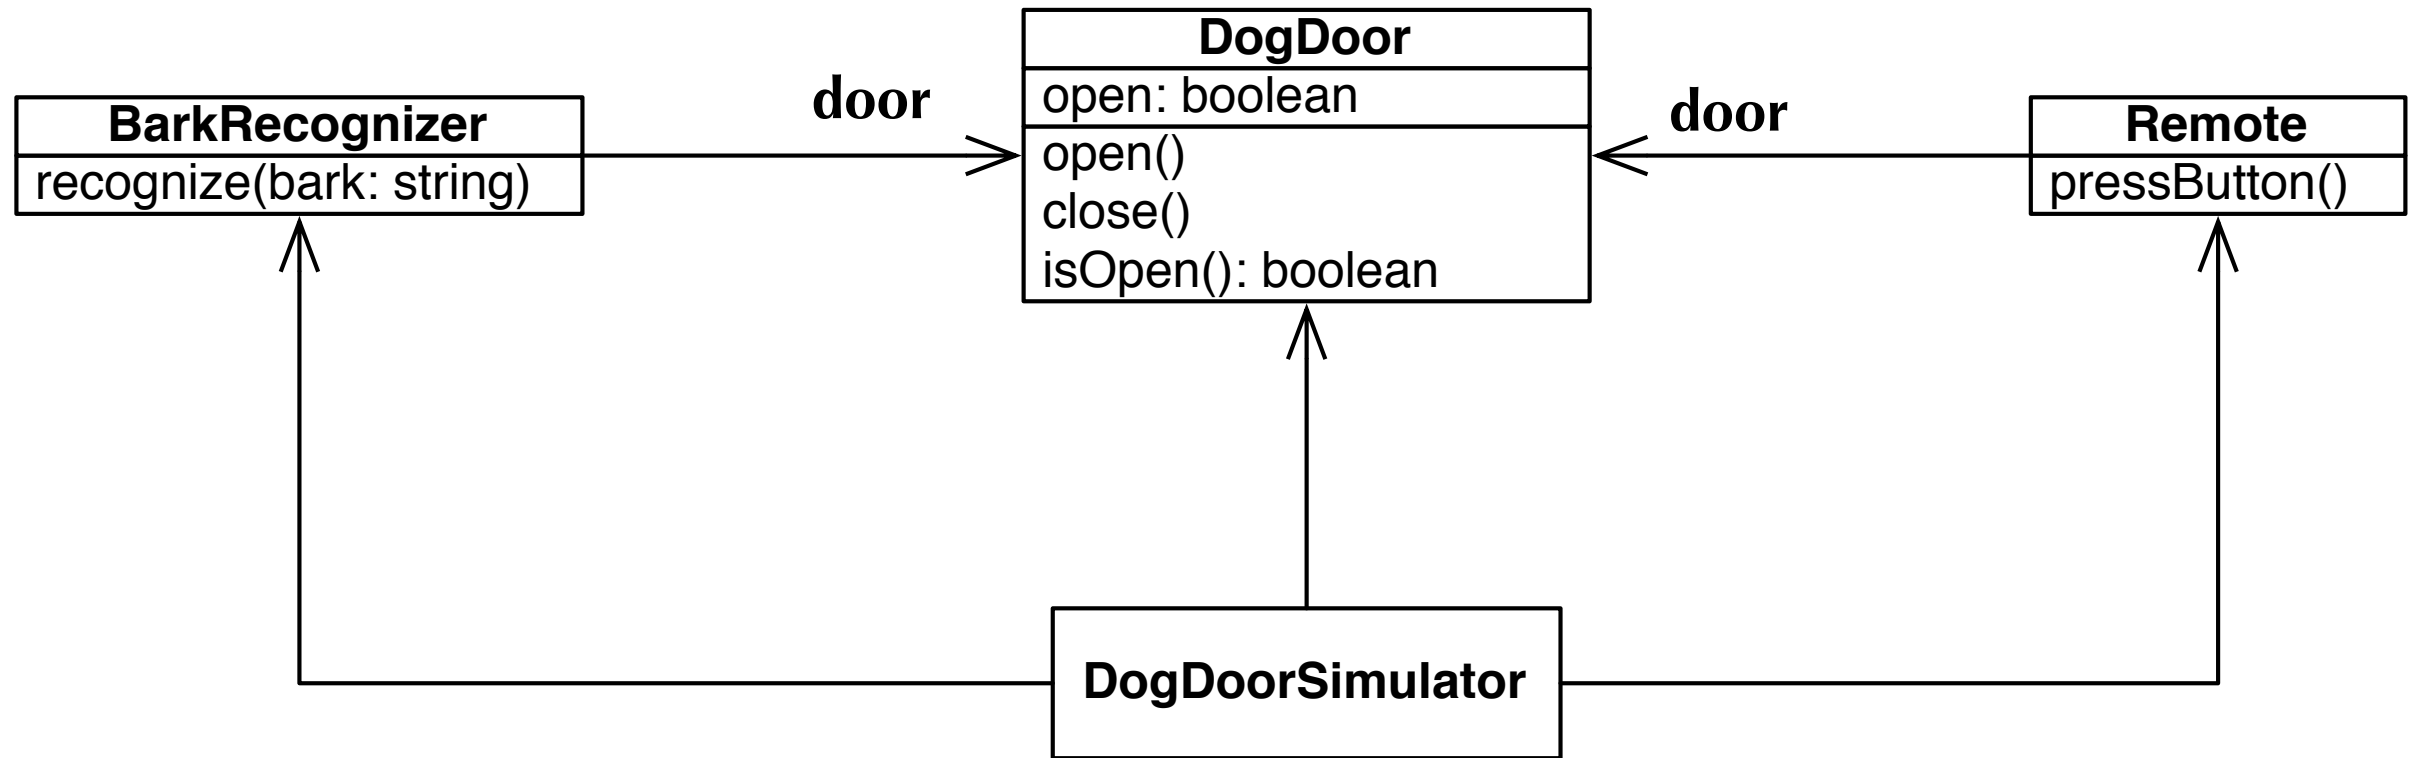 BarkRecognizer
recognize(bark: string)
door
DogDoor
open: boolean
open()
close()
isOpen(): boolean
door
Remote
pressButton()
DogDoorSimulator